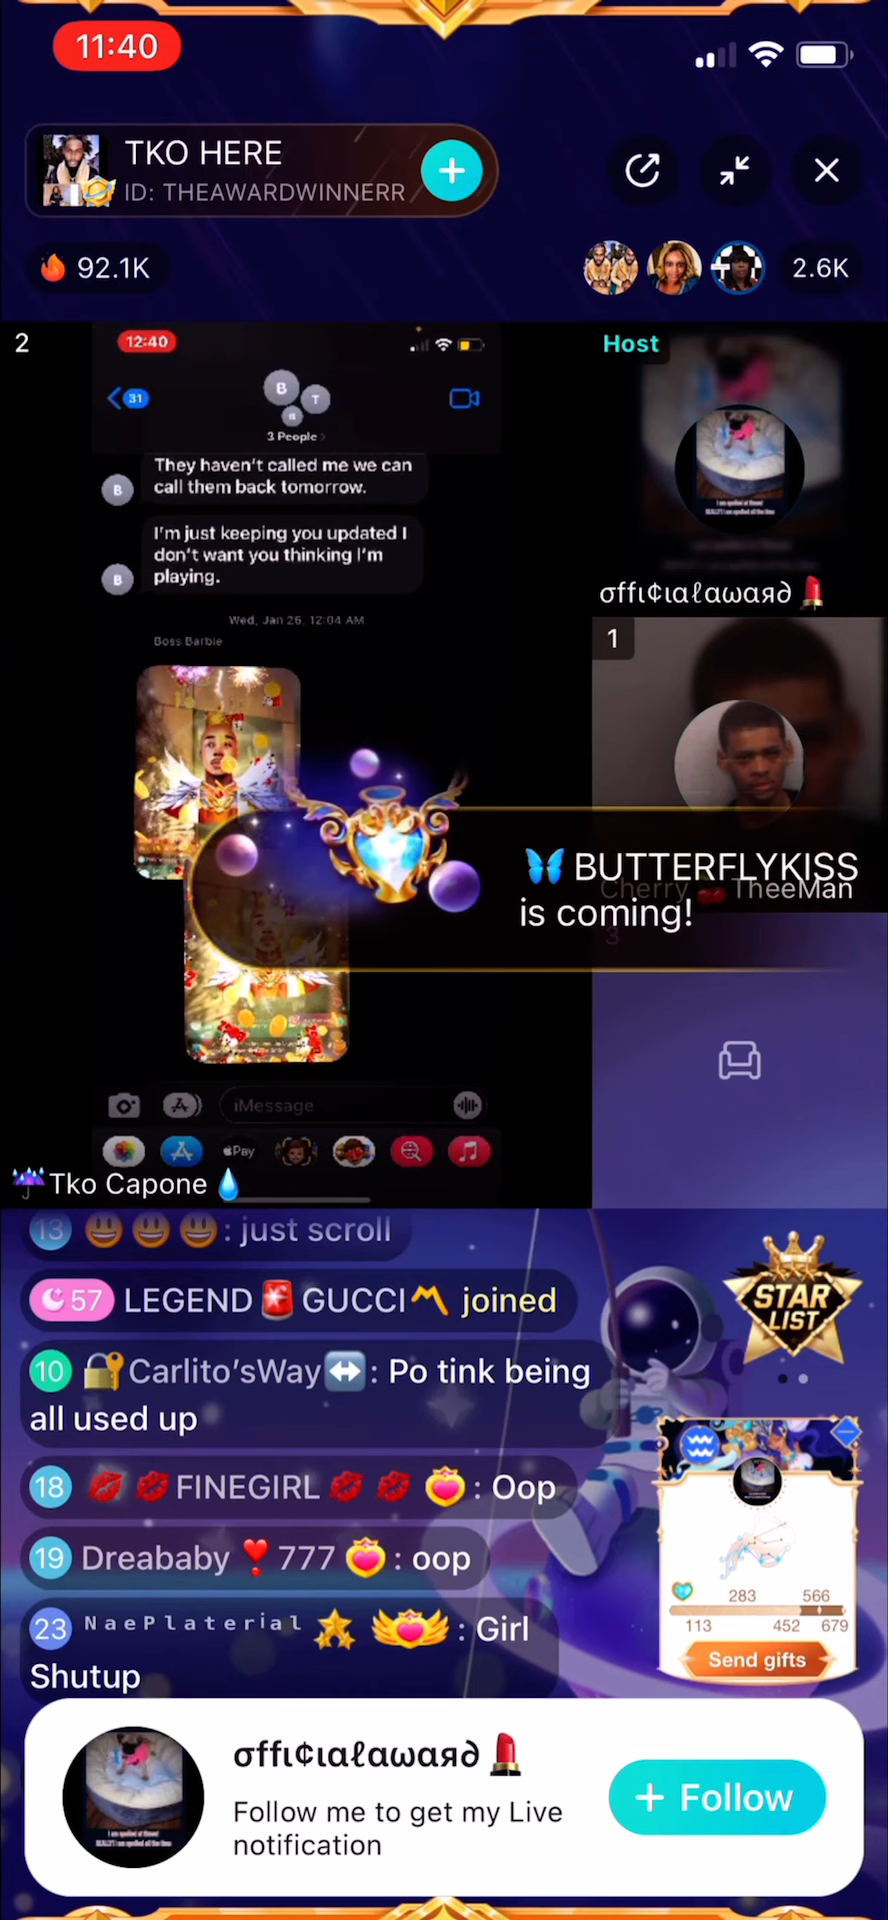 11:40
TKO HERE
ID: THEAWARDWINNERR
🔥 92.1K
2.6K
2
12:40
31
B
T
3 People
They haven't called me we can
call them back tomorrow.
B
I'm just keeping you updated I
don't want you thinking I'm
playing.
B
Wed, Jan 26, 12:04 AM
Boss Barbie
iMessage
Pay
☔Tko Capone 💧
Host
σffι¢ιαℓαωαя∂ 💄
1
Cherry 🍒 TheeMan
🦋 BUTTERFLYKISS
is coming!
3
13 😃 😃 😃 : just scroll
57 LEGEND 🚨 GUCCI〽️ joined
10 🔐Carlito'sWay↔️: Po tink being
all used up
18 💋 💋 FINEGIRL 💋 💋 : Oop
19 Dreababy ❣️ 777 : oop
23 ᴺᵃᵉᴾˡᵃᵗᵉʳⁱᵃˡ : Girl
Shutup
STAR
LIST
283 566
113 452 679
Send gifts
σffι¢ιαℓαωαя∂ 💄
Follow me to get my Live
notification
+ Follow